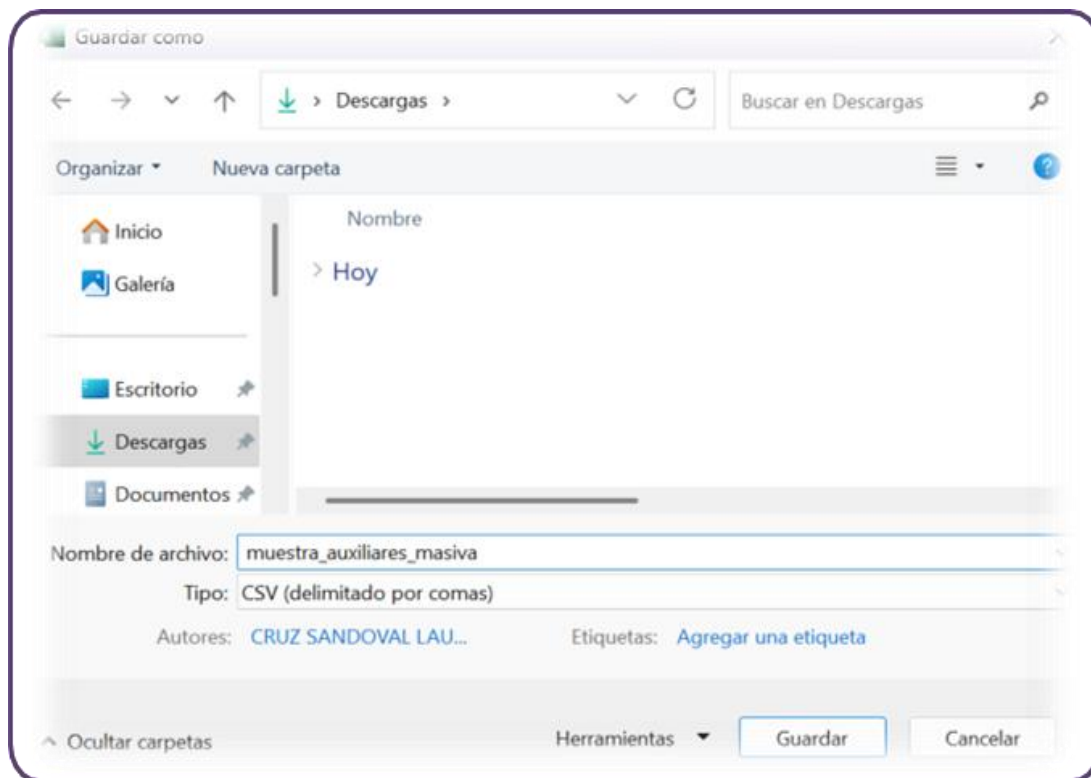 Guardar como
Descargas
Buscar en Descargas
Organizar
Nueva carpeta
Inicio
Galería
Escritorio
Descargas
Documentos
Nombre
Hoy
Nombre de archivo: muestra_auxiliares_masiva
Tipo: CSV (delimitado por comas)
Autores: CRUZ SANDOVAL LAU...
Etiquetas: Agregar una etiqueta
Ocultar carpetas
Herramientas
Guardar
Cancelar